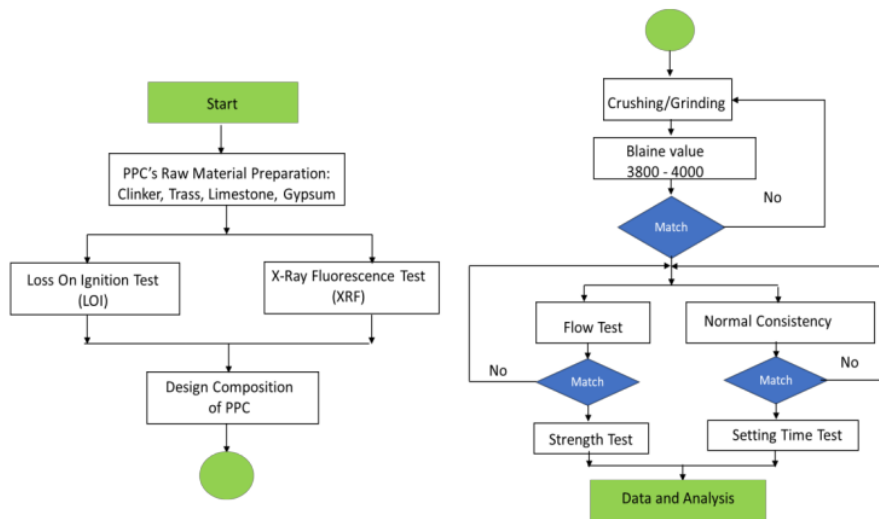 Start
PPC's Raw Material Preparation:
Clinker, Trass, Limestone, Gypsum
Loss On Ignition Test
(LOI)
X-Ray Fluorescence Test
(XRF)
Design Composition
of PPC
Crushing/Grinding
Blaine value
3800 - 4000
No
Match
Flow Test
Normal Consistency
No
Match
Match
No
Strength Test
Setting Time Test
Data and Analysis